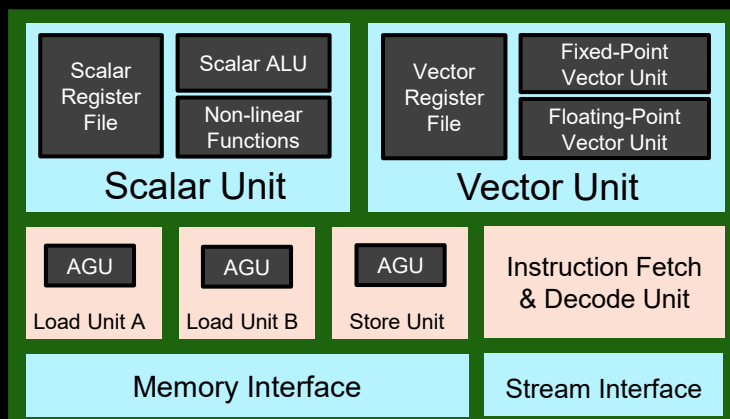 Scalar
Register
File
Scalar ALU
Non-linear
Functions
Scalar Unit
Vector
Register
File
Fixed-Point
Vector Unit
Floating-Point
Vector Unit
Vector Unit
AGU
Load Unit A
AGU
Load Unit B
AGU
Store Unit
Instruction Fetch
& Decode Unit
Memory Interface
Stream Interface